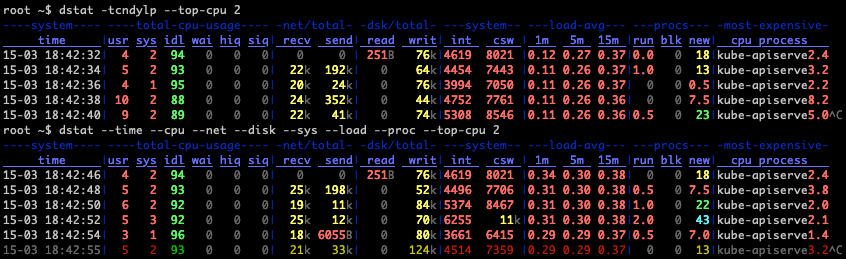 root ~$ dstat -tcndylp --top-cpu 2
----system---- ----total-cpu-usage---- -net/total- -dsk/total- ---system-- ---load-avg--- ---procs--- -most-expensive-
     time     |usr sys idl wai hiq siq| recv  send| read  writ| int   csw | 1m   5m  15m |run blk new|  cpu process
15-03 18:42:32|  4   2  94   0   0   0|   0     0 | 251B   76k|4619  8021 |0.12 0.27 0.37|0.0   0  18|kube-apiserve2.4
15-03 18:42:34|  5   2  93   0   0   0|  22k  192k|   0    64k|4454  7443 |0.11 0.26 0.37|1.0   0  13|kube-apiserve3.2
15-03 18:42:36|  4   1  95   0   0   0|  20k   24k|   0    76k|3994  7050 |0.11 0.26 0.37|  0   0 0.5|kube-apiserve2.2
15-03 18:42:38| 10   2  88   0   0   0|  24k  352k|   0    44k|4752  7761 |0.11 0.26 0.36|  0   0 7.5|kube-apiserve8.2
15-03 18:42:40|  9   2  89   0   0   0|  22k   41k|   0    74k|5308  8546 |0.11 0.26 0.36|0.5   0  23|kube-apiserve5.0^C
root ~$ dstat --time --cpu --net --disk --sys --load --proc --top-cpu 2
----system---- ----total-cpu-usage---- -net/total- -dsk/total- ---system-- ---load-avg--- ---procs--- -most-expensive-
     time     |usr sys idl wai hiq siq| recv  send| read  writ| int   csw | 1m   5m  15m |run blk new|  cpu process
15-03 18:42:46|  4   2  94   0   0   0|   0     0 | 251B   76k|4619  8021 |0.34 0.30 0.38|  0   0  18|kube-apiserve2.4
15-03 18:42:48|  5   2  93   0   0   0|  25k  198k|   0    52k|4496  7706 |0.31 0.30 0.38|0.5   0 7.5|kube-apiserve3.8
15-03 18:42:50|  6   2  92   0   0   0|  19k   11k|   0    84k|5374  8467 |0.31 0.30 0.38|1.0   0  22|kube-apiserve2.0
15-03 18:42:52|  5   3  92   0   0   0|  25k   12k|   0    70k|6255    11k|0.31 0.30 0.38|2.0   0  43|kube-apiserve2.1
15-03 18:42:54|  3   1  96   0   0   0|  18k 6055B|   0    80k|3661  6415 |0.29 0.29 0.37|0.5   0 7.0|kube-apiserve1.4
15-03 18:42:55|  5   2  93   0   0   0|  21k   33k|   0   124k|4514  7359 |0.29 0.29 0.37|  0   0  13|kube-apiserve3.2^C